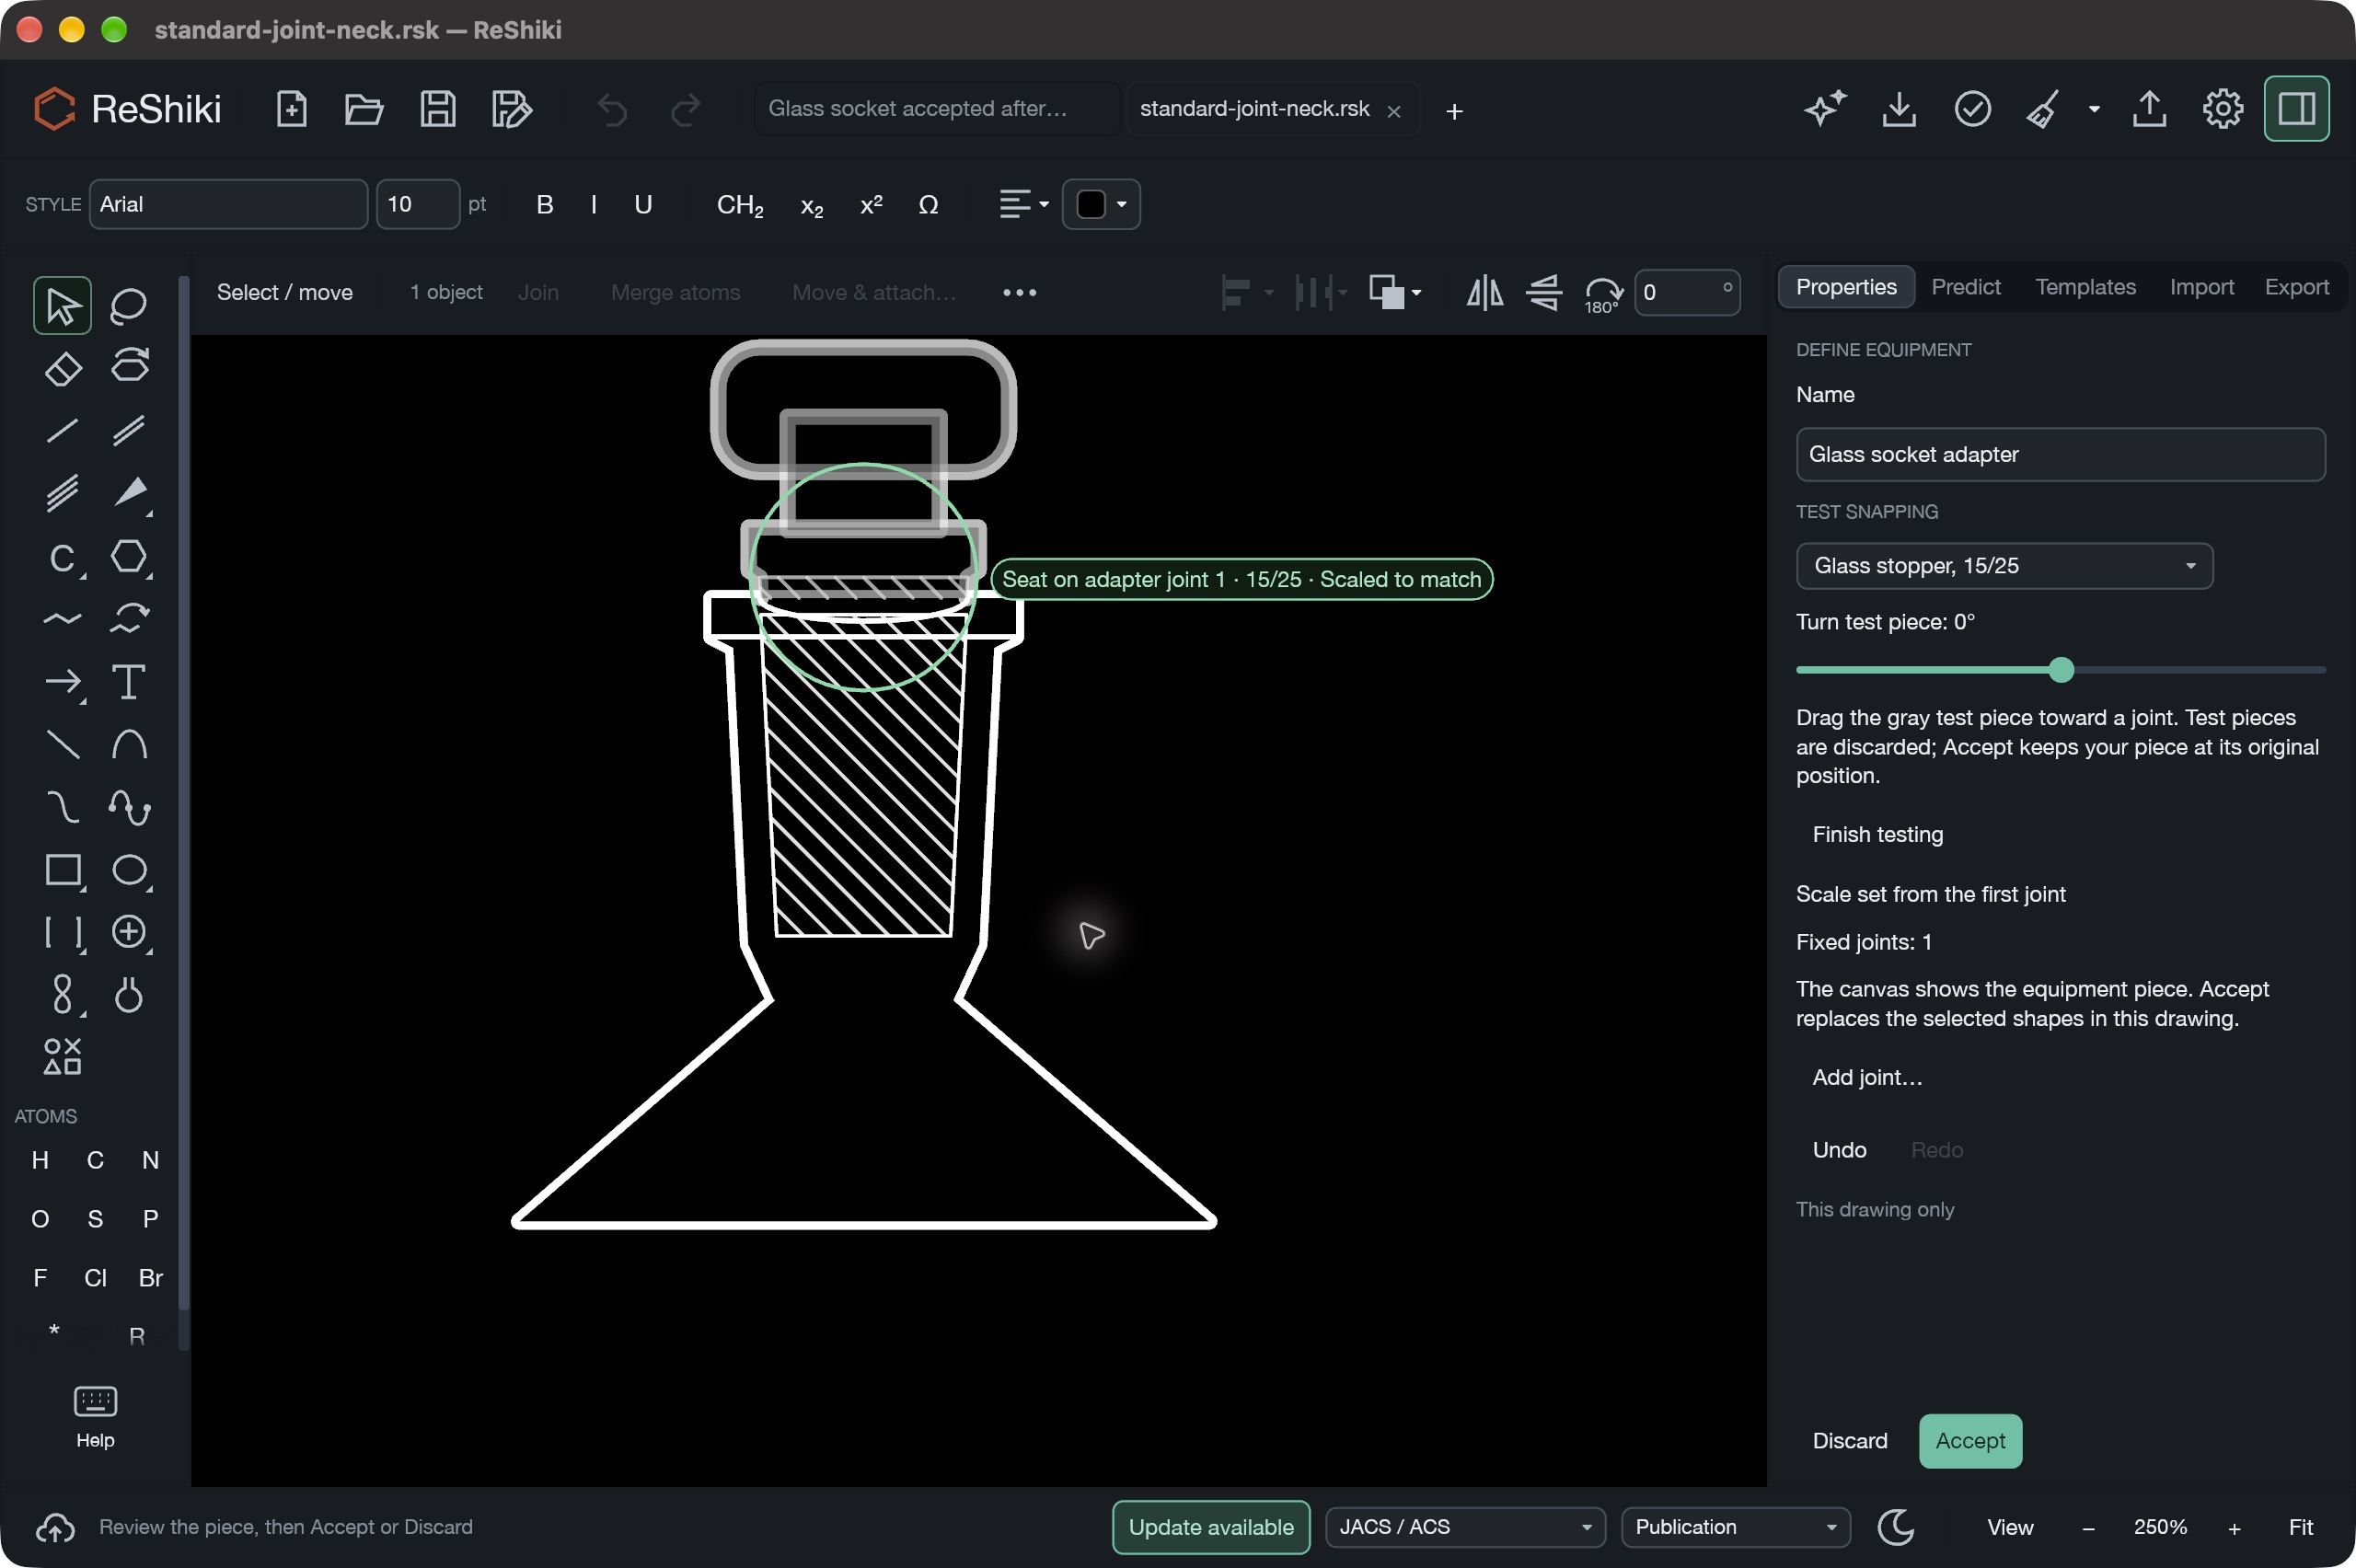 standard-joint-neck.rsk — ReShiki
ReShiki
Glass socket accepted after...
standard-joint-neck.rsk
STYLE
Arial
10
pt
B
I
U
CH₂
x₂
x²
Ω
Select / move
1 object
Join
Merge atoms
Move & attach...
180°
0
°
Properties
Predict
Templates
Import
Export
DEFINE EQUIPMENT
Name
Glass socket adapter
TEST SNAPPING
Glass stopper, 15/25
Turn test piece: 0°
Drag the gray test piece toward a joint. Test pieces
are discarded; Accept keeps your piece at its original
position.
Finish testing
Scale set from the first joint
Fixed joints: 1
The canvas shows the equipment piece. Accept
replaces the selected shapes in this drawing.
Add joint...
Undo
Redo
This drawing only
Discard
Accept
Seat on adapter joint 1 · 15/25 · Scaled to match
C
T
ATOMS
H C N
O S P
F Cl Br
* R
Help
Review the piece, then Accept or Discard
Update available
JACS / ACS
Publication
View
− 250% +
Fit